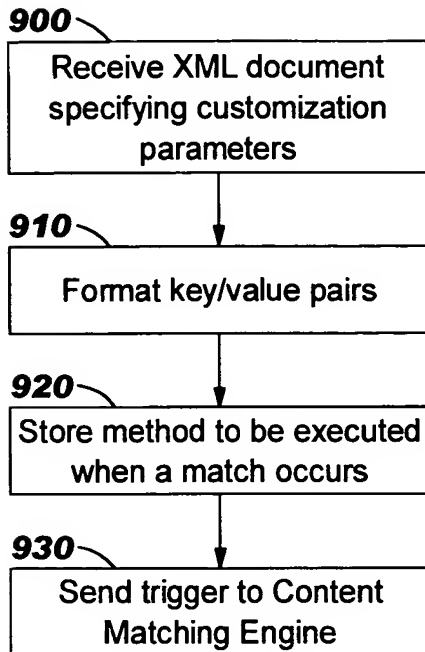 900
Receive XML document
specifying customization
parameters
910
Format key/value pairs
920
Store method to be executed
when a match occurs
930
Send trigger to Content
Matching Engine